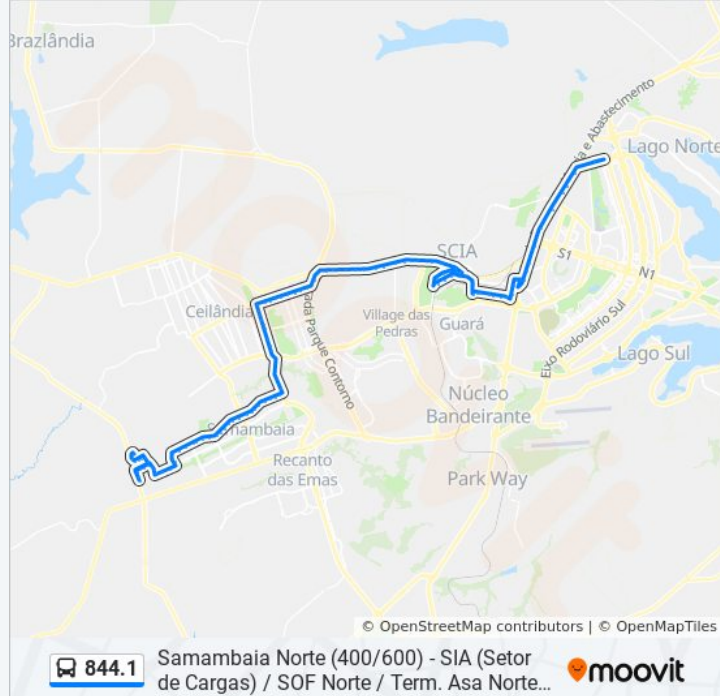 Brazlândia
Lago Norte
e Abastecimento
SCIA
S1
N1
Ceilândia
Village das
Pedras
Guará
Eixo Rodoviário Sul
Lago Sul
Parque Contorno
Núcleo
Bandeirante
Samambaia
Recanto
das Emas
Park Way
© OpenStreetMap contributors | © OpenMapTiles
844.1
Samambaia Norte (400/600) - SIA (Setor
de Cargas) / SOF Norte / Term. Asa Norte...
moovit